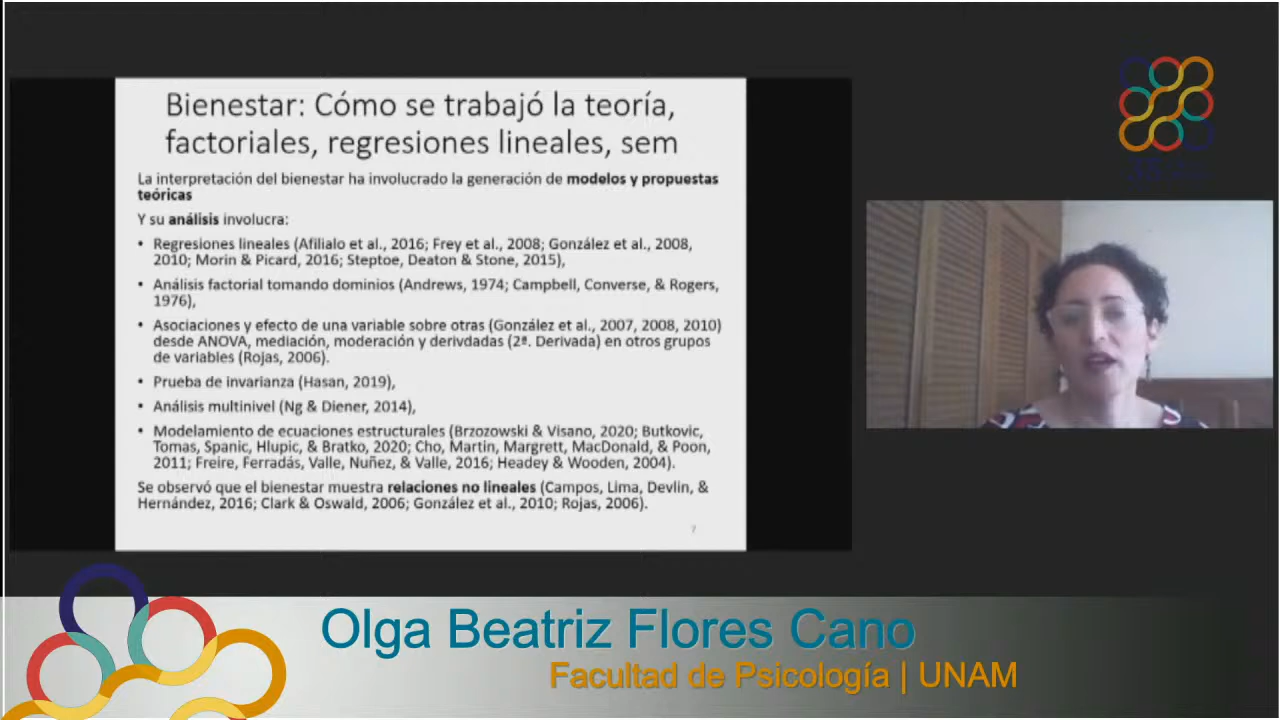 Bienestar: Cómo se trabajó la teoría,
factoriales, regresiones lineales, sem
La interpretación del bienestar ha involucrado la generación de modelos y propuestas
teóricas
Y su análisis involucra:
• Regresiones lineales (Afilialo et al., 2016; Frey et al., 2008; González et al., 2008,
2010; Morin & Picard, 2016; Steptoe, Deaton & Stone, 2015),
• Análisis factorial tomando dominios (Andrews, 1974; Campbell, Converse, & Rogers,
1976),
• Asociaciones y efecto de una variable sobre otras (González et al., 2007, 2008, 2010)
desde ANOVA, mediación, moderación y derivdadas (2ª. Derivada) en otros grupos
de variables (Rojas, 2006).
• Prueba de invarianza (Hasan, 2019),
• Análisis multinivel (Ng & Diener, 2014),
• Modelamiento de ecuaciones estructurales (Brzozowski & Visano, 2020; Butkovic,
Tomas, Spanic, Hlupic, & Bratko, 2020; Cho, Martin, Margrett, MacDonald, & Poon,
2011; Freire, Ferradás, Valle, Nuñez, & Valle, 2016; Headey & Wooden, 2004).
Se observó que el bienestar muestra relaciones no lineales (Campos, Lima, Devlin, &
Hernández, 2016; Clark & Oswald, 2006; González et al., 2010; Rojas, 2006).
7
Olga Beatriz Flores Cano
Facultad de Psicología | UNAM